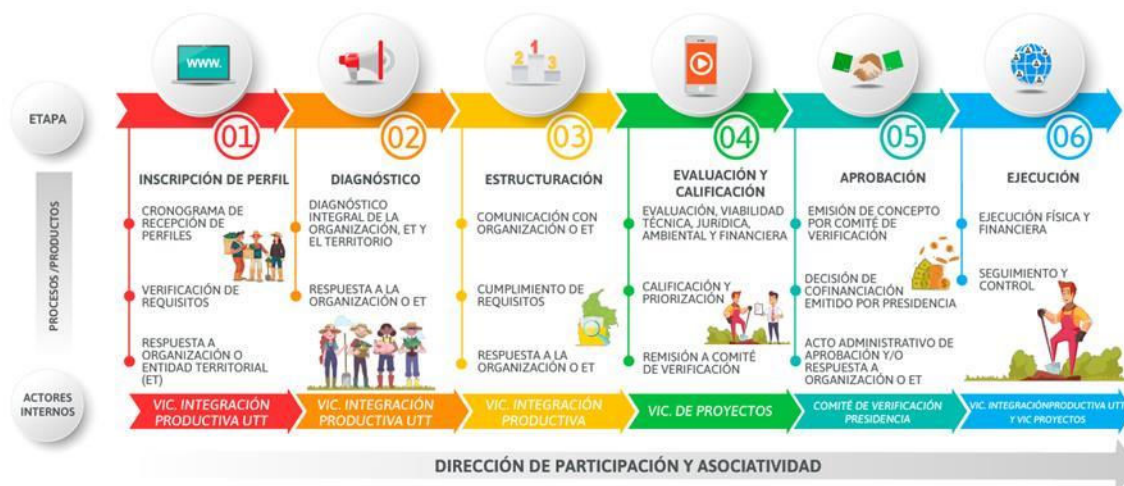 WWW.
1
2
3
ETAPA
01
02
03
04
05
06
PROCESOS /PRODUCTOS
INSCRIPCIÓN DE PERFIL
CRONOGRAMA DE
RECEPCIÓN DE
PERFILES
VERIFICACIÓN DE
REQUISITOS
RESPUESTA A
ORGANIZACIÓN O
ENTIDAD TERRITORIAL
(ET)
DIAGNÓSTICO
DIAGNÓSTICO
INTEGRAL DE LA
ORGANIZACIÓN, ET Y
EL TERRITORIO
RESPUESTA A LA
ORGANIZACIÓN O ET
ESTRUCTURACIÓN
COMUNICACIÓN CON
ORGANIZACIÓN O ET
CUMPLIMIENTO DE
REQUISITOS
RESPUESTA A LA
ORGANIZACIÓN O ET
EVALUACIÓN Y
CALIFICACIÓN
EVALUACIÓN, VIABILIDAD
TÉCNICA, JURÍDICA,
AMBIENTAL Y FINANCIERA
CALIFICACIÓN Y
PRIORIZACIÓN
REMISIÓN A COMITÉ
DE VERIFICACIÓN
APROBACIÓN
EMISIÓN DE CONCEPTO
POR COMITÉ DE
VERIFICACIÓN
DECISIÓN DE
COFINANCIACIÓN
EMITIDO POR PRESIDENCIA
ACTO ADMINISTRATIVO DE
APROBACIÓN Y/O
RESPUESTA A
ORGANIZACIÓN O ET
EJECUCIÓN
EJECUCIÓN FÍSICA Y
FINANCIERA
SEGUIMIENTO Y
CONTROL
ACTORES
INTERNOS
VIC. INTEGRACIÓN
PRODUCTIVA UTT
VIC. INTEGRACIÓN
PRODUCTIVA UTT
VIC. INTEGRACIÓN
PRODUCTIVA
VIC. DE PROYECTOS
COMITÉ DE VERIFICACIÓN
PRESIDENCIA
VIC. INTEGRACIÓNPRODUCTIVA UTT
Y VIC PROYECTOS
DIRECCIÓN DE PARTICIPACIÓN Y ASOCIATIVIDAD